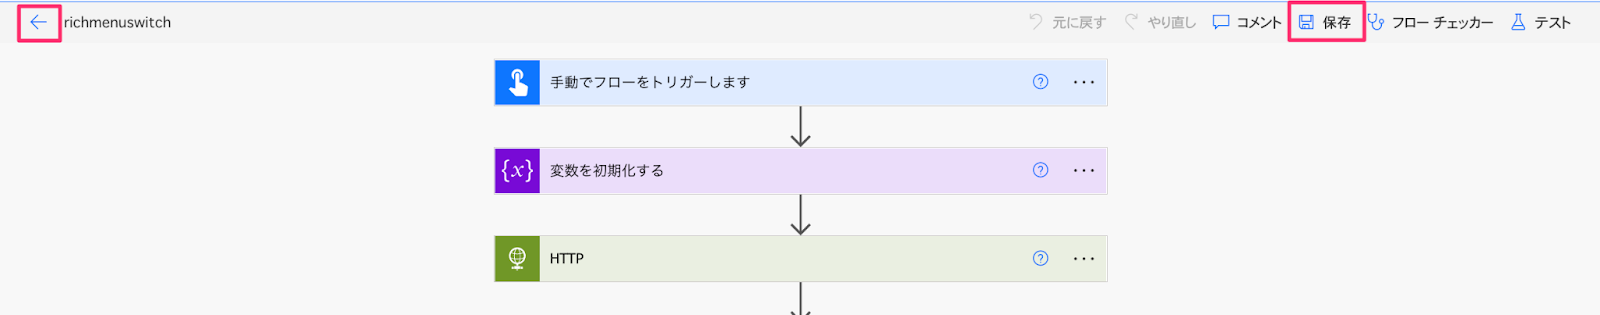 richmenuswitch 元に戻す やり直し コメント 保存 フロー チェッカー テスト
手動でフローをトリガーします
{x} 変数を初期化する
HTTP